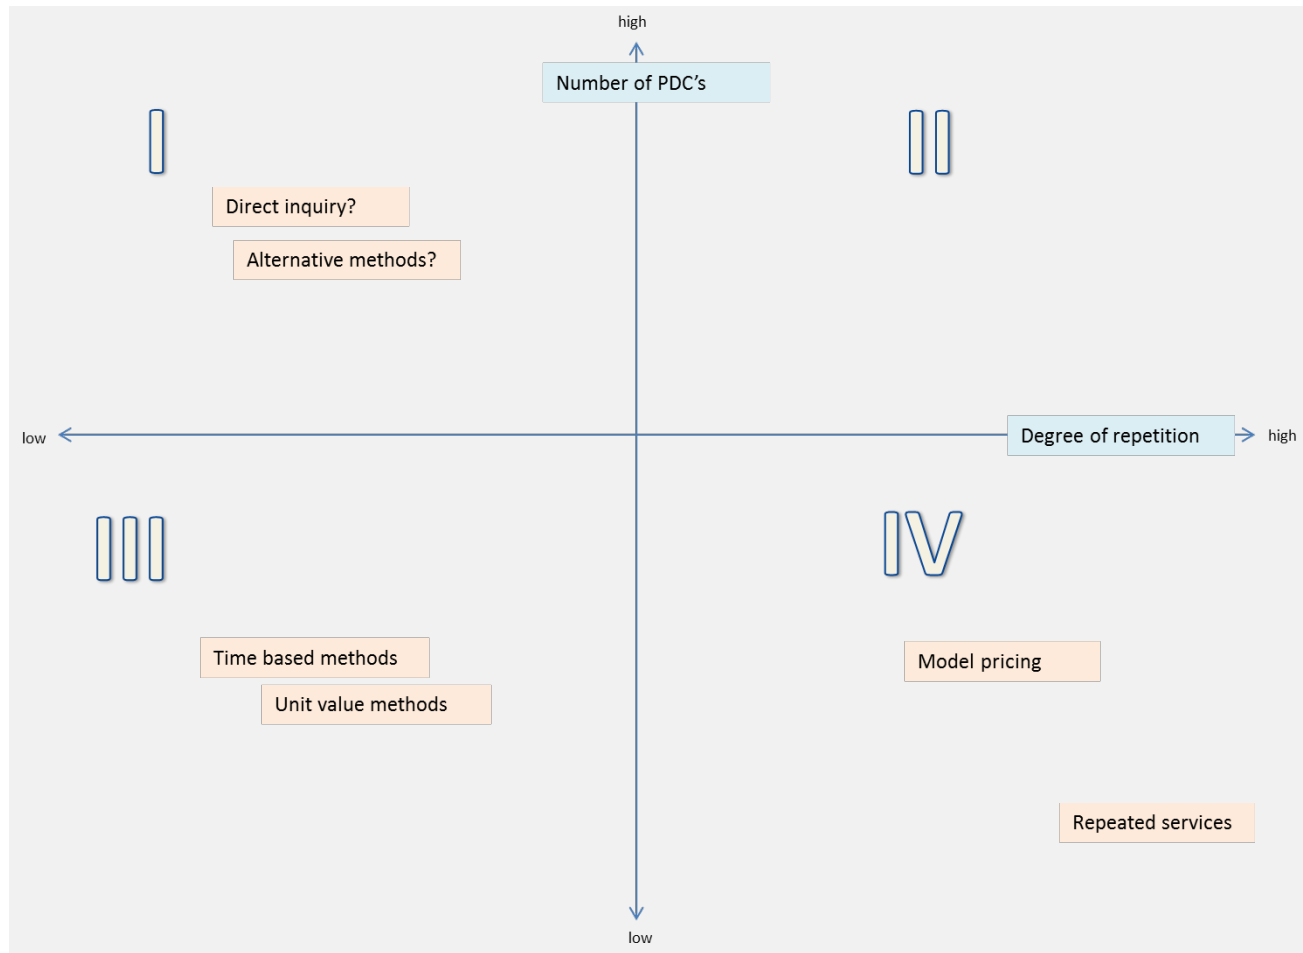 high
Number of PDC’s
I
II
Direct inquiry?
Alternative methods?
low
Degree of repetition
high
III
IV
Time based methods
Model pricing
Unit value methods
Repeated services
low